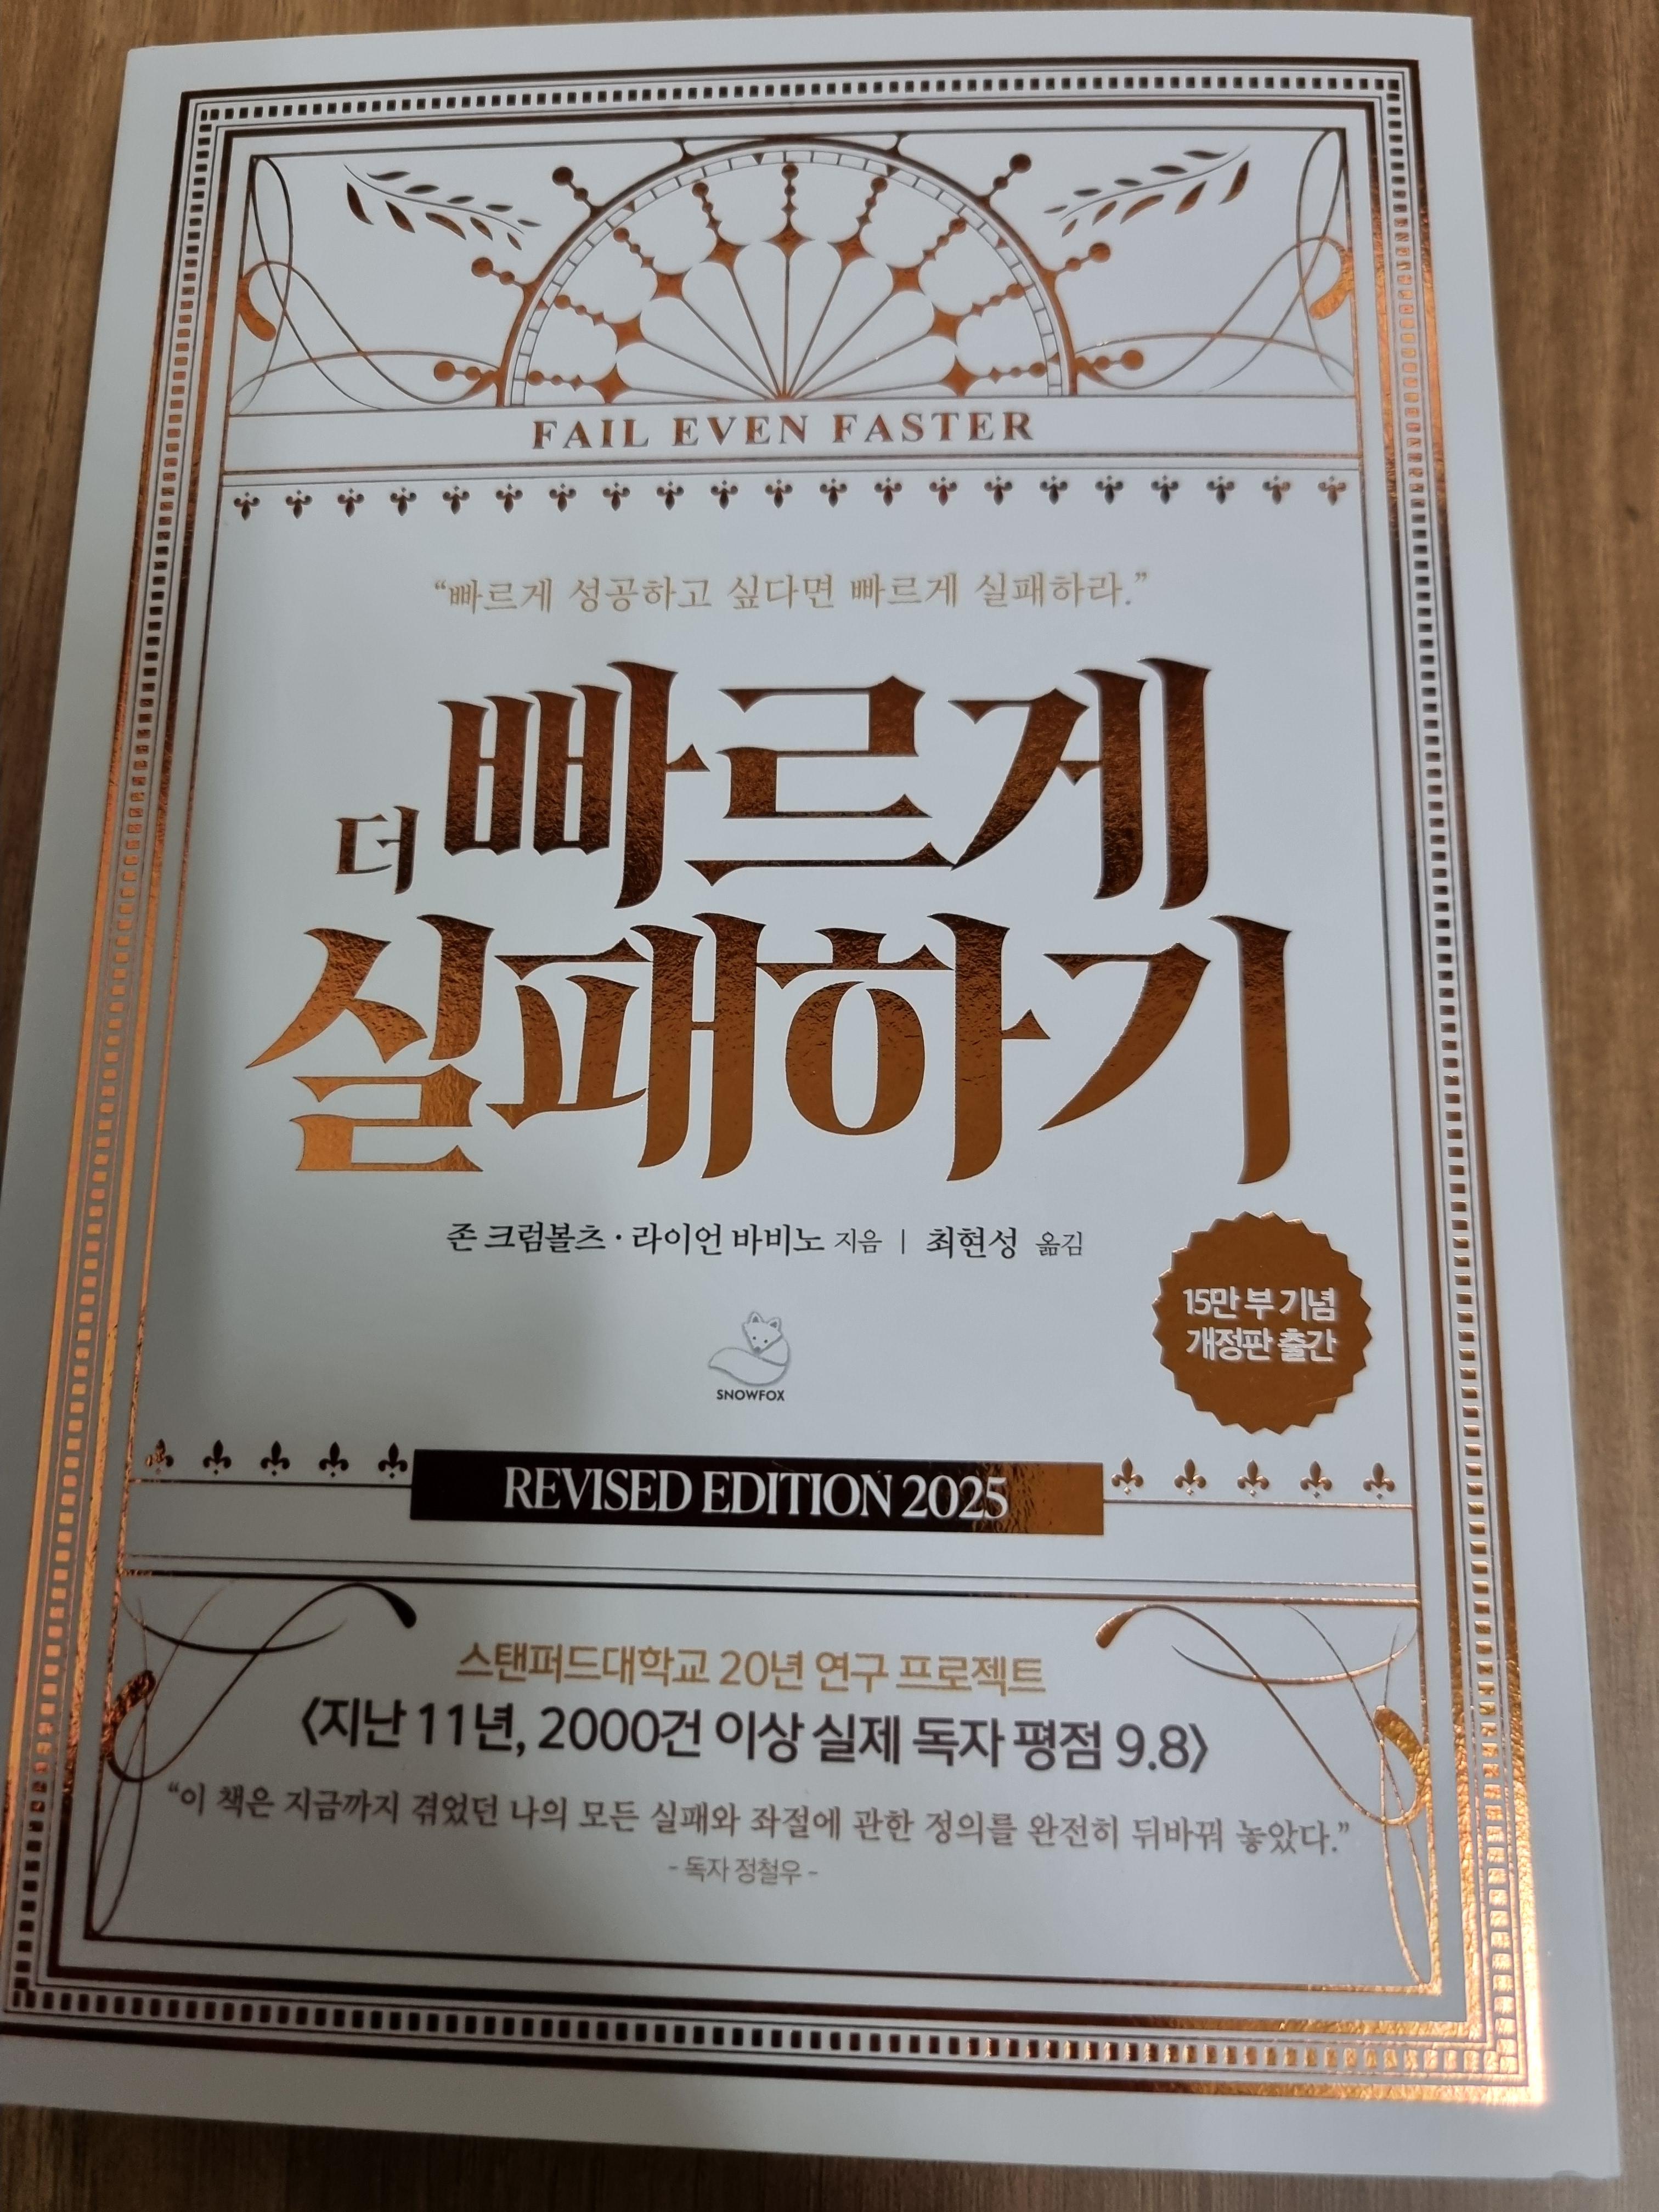 FAIL EVEN FASTER
“빠르게 성공하고 싶다면 빠르게 실패하라.”
더 빠르게
실패하기
존 크럼볼츠 · 라이언 바비노 지음 | 최현성 옮김
15만 부 기념
개정판 출간
SNOWFOX
REVISED EDITION 2025
스탠퍼드대학교 20년 연구 프로젝트
〈지난 11년, 2000건 이상 실제 독자 평점 9.8〉
“이 책은 지금까지 겪었던 나의 모든 실패와 좌절에 관한 정의를 완전히 뒤바꿔 놓았다.”
- 독자 정철우 -